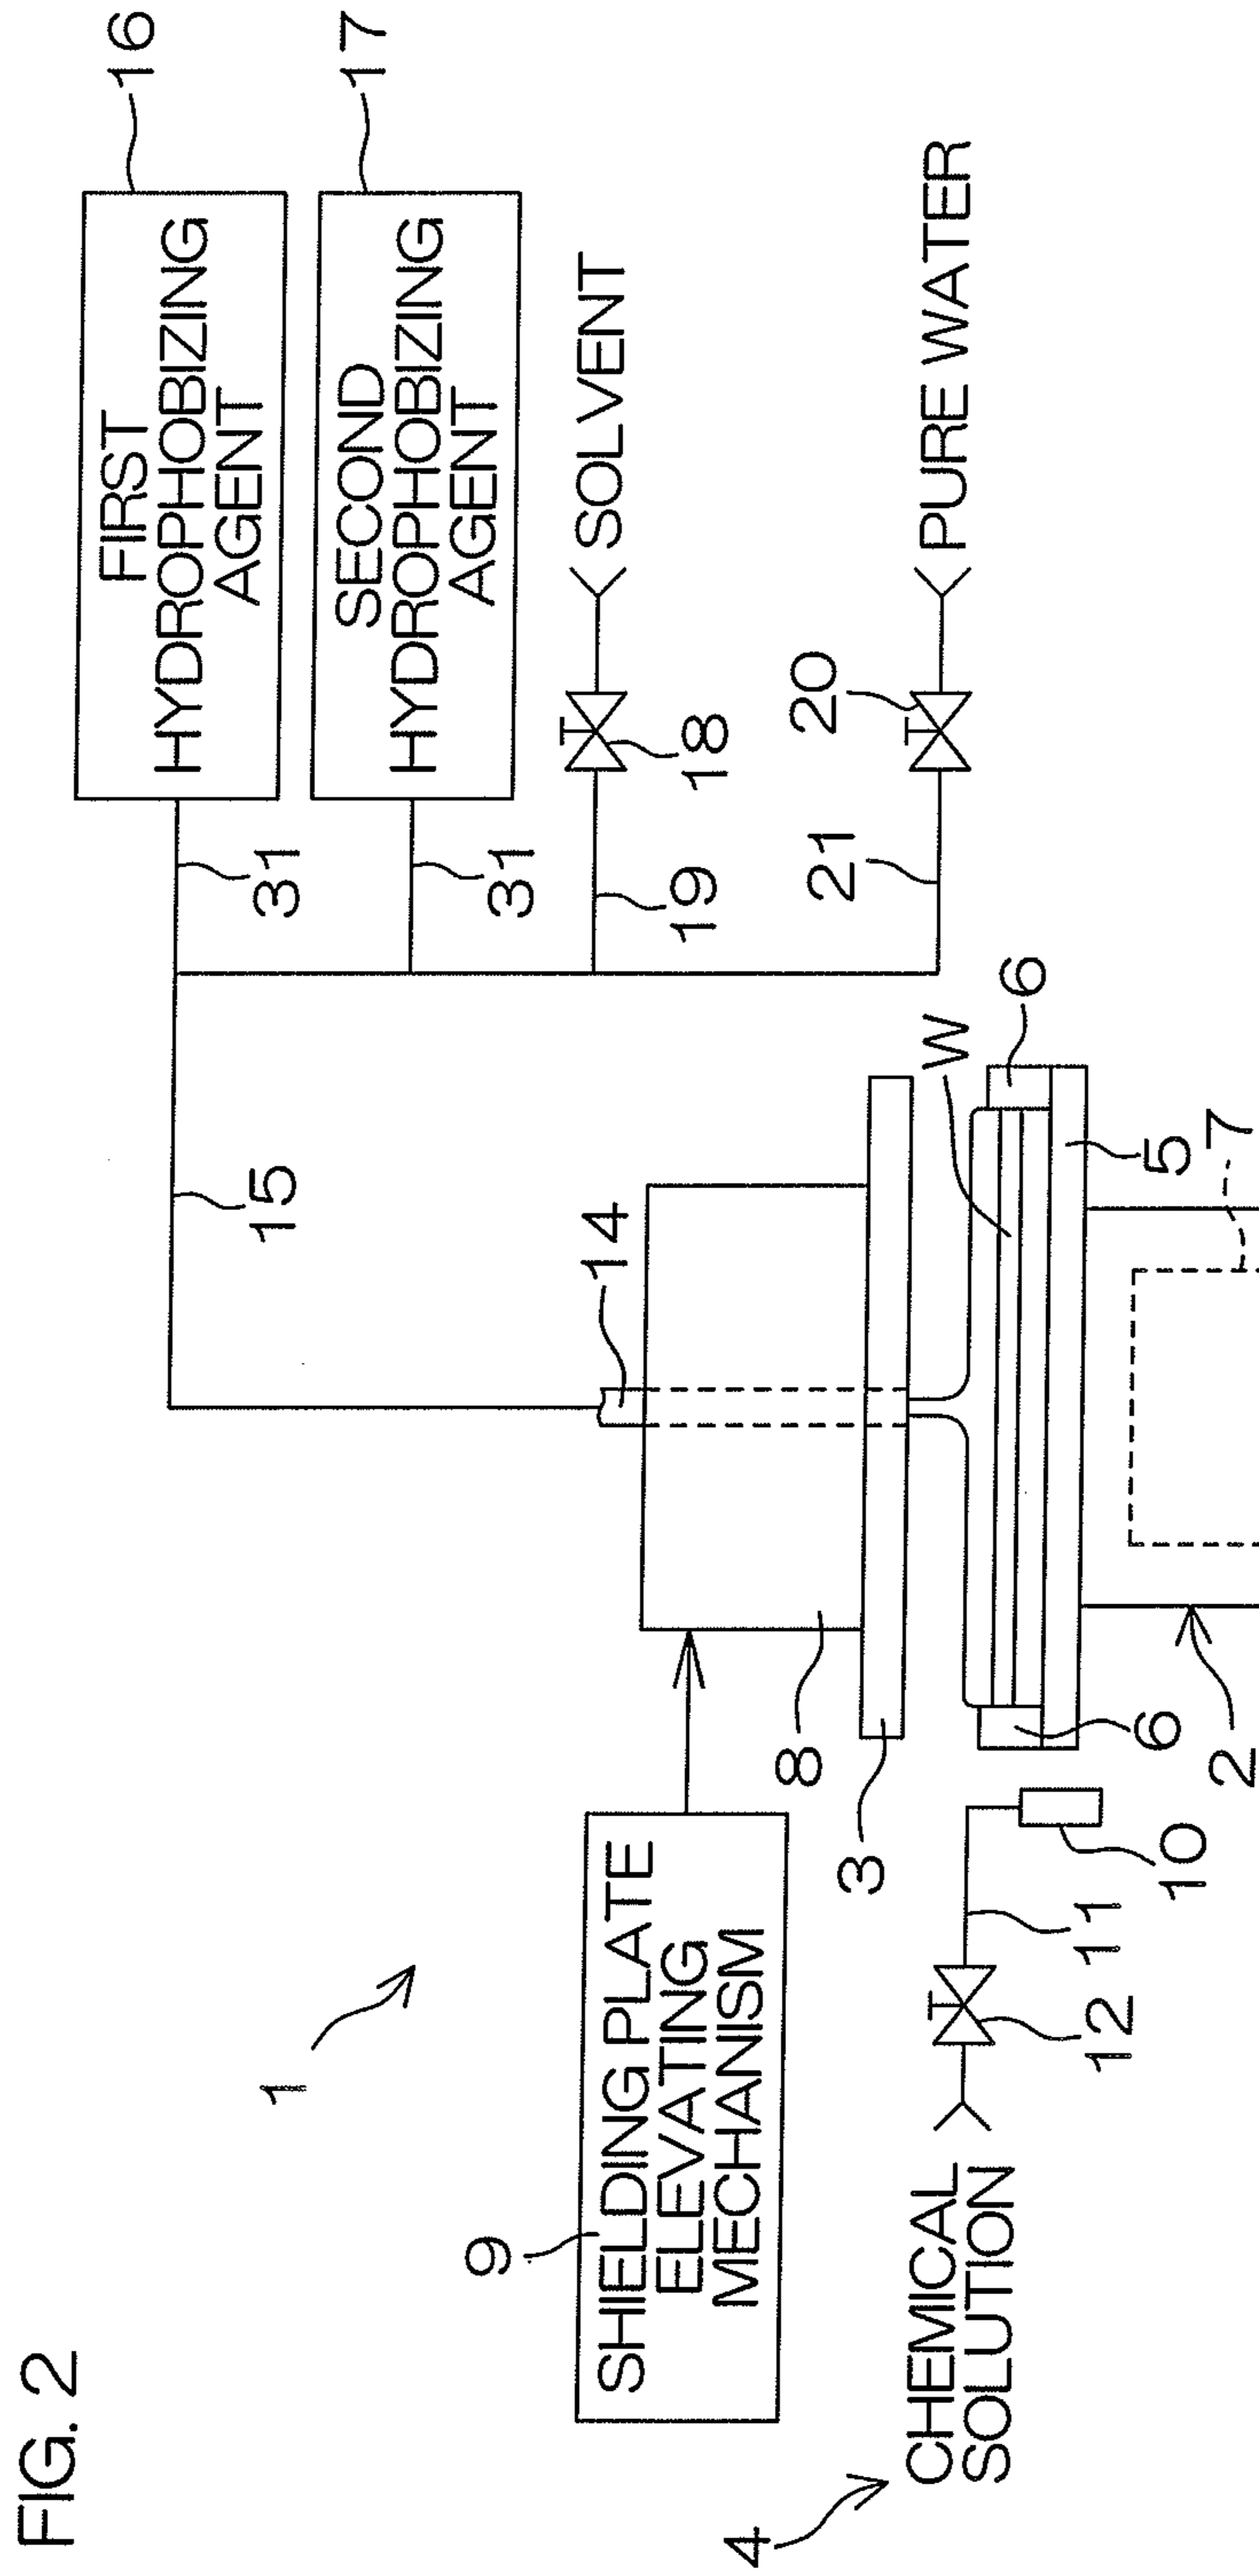 FIG. 2
1
16
FIRST
HYDROPHOBIZING
AGENT
31
17
SECOND
HYDROPHOBIZING
AGENT
31
15
SOLVENT
18
19
PURE WATER
20
21
9
SHIELDING PLATE
ELEVATING
MECHANISM
14
8
3
W
6
6
5
7
2
4
CHEMICAL
SOLUTION
12
11
10